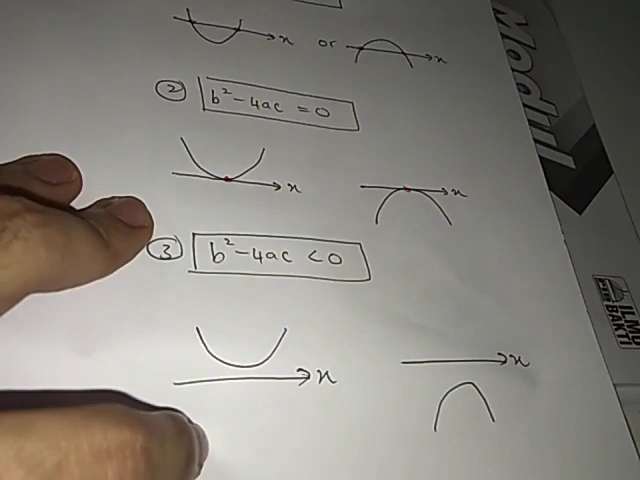 x or x
② b² - 4ac = 0
x x
③ b² - 4ac < 0
x x
Modul
ILMU
BAKTI